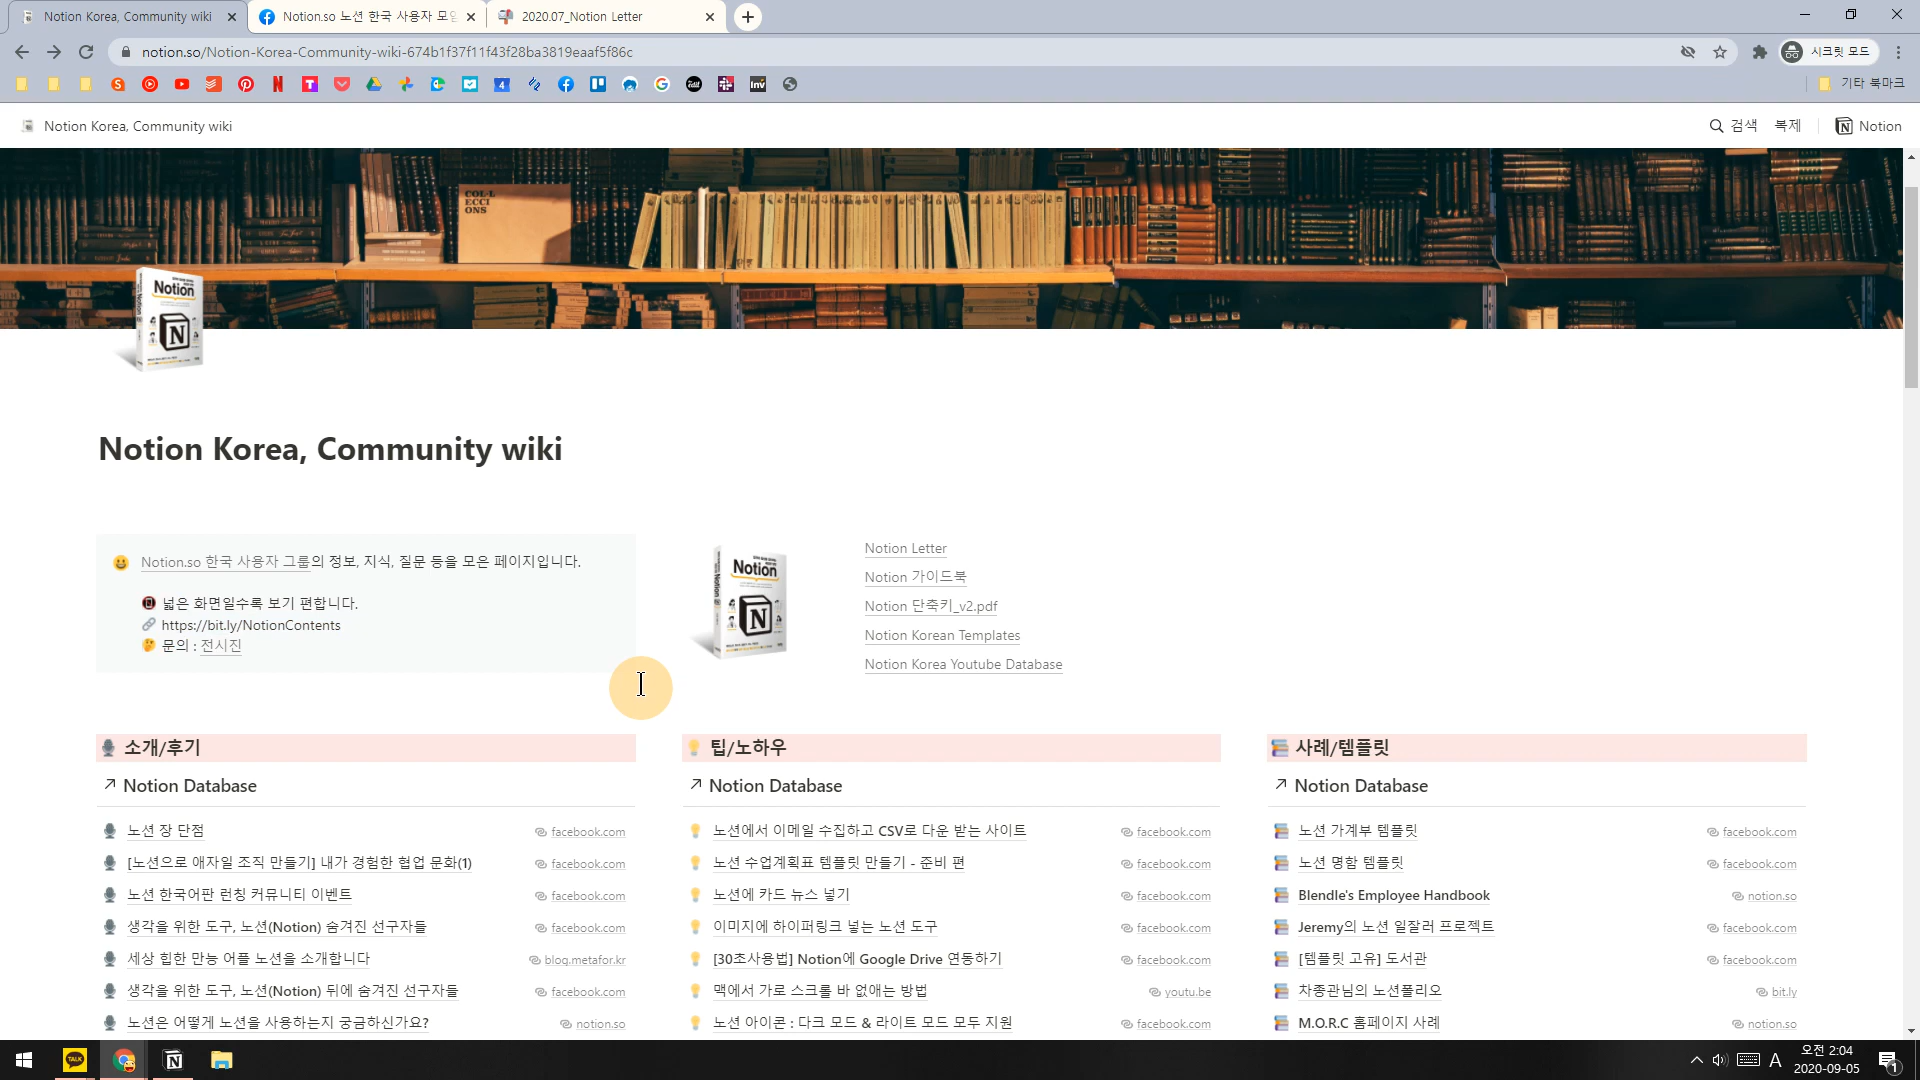 Notion Korea, Community wiki
Notion.so 노션 한국 사용자 모임
2020.07_Notion Letter
notion.so/Notion-Korea-Community-wiki-674b1f37f11f43f28ba3819eaaf5f86c
시크릿 모드
기타 북마크
Notion Korea, Community wiki
검색
복제
Notion
COL·L
ECCI
ONS
Notion
Notion Korea, Community wiki
Notion.so 한국 사용자 그룹의 정보, 지식, 질문 등을 모은 페이지입니다.
넓은 화면일수록 보기 편합니다.
https://bit.ly/NotionContents
문의 : 전시진
Notion
Notion Letter
Notion 가이드북
Notion 단축키_v2.pdf
Notion Korean Templates
Notion Korea Youtube Database
소개/후기
↗ Notion Database
노션 장 단점 facebook.com
[노션으로 애자일 조직 만들기] 내가 경험한 협업 문화(1) facebook.com
노션 한국어판 런칭 커뮤니티 이벤트 facebook.com
생각을 위한 도구, 노션(Notion) 숨겨진 선구자들 facebook.com
세상 힙한 만능 어플 노션을 소개합니다 blog.metafor.kr
생각을 위한 도구, 노션(Notion) 뒤에 숨겨진 선구자들 facebook.com
노션은 어떻게 노션을 사용하는지 궁금하신가요? notion.so
팁/노하우
↗ Notion Database
노션에서 이메일 수집하고 CSV로 다운 받는 사이트 facebook.com
노션 수업계획표 템플릿 만들기 - 준비 편 facebook.com
노션에 카드 뉴스 넣기 facebook.com
이미지에 하이퍼링크 넣는 노션 도구 facebook.com
[30초사용법] Notion에 Google Drive 연동하기 facebook.com
맥에서 가로 스크롤 바 없애는 방법 youtu.be
노션 아이콘 : 다크 모드 & 라이트 모드 모두 지원 facebook.com
사례/템플릿
↗ Notion Database
노션 가계부 템플릿 facebook.com
노션 명함 템플릿 facebook.com
Blendle's Employee Handbook notion.so
Jeremy의 노션 일잘러 프로젝트 facebook.com
[템플릿 고유] 도서관 facebook.com
차종관님의 노션폴리오 bit.ly
M.O.R.C 홈페이지 사례 notion.so
TALK
A
오전 2:04
2020-09-05
1